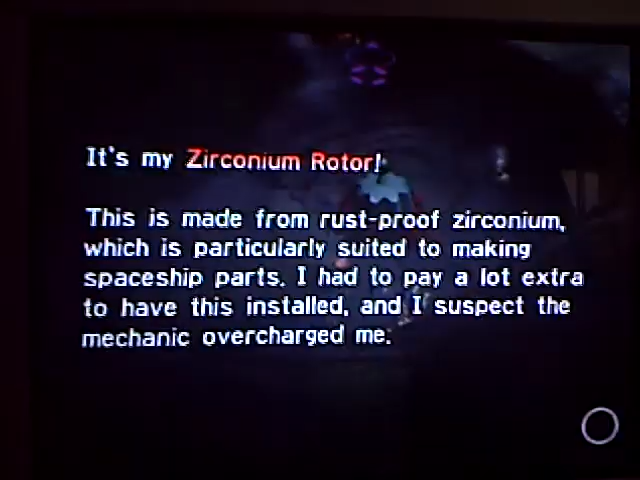 It's my Zirconium Rotor!
This is made from rust-proof zirconium,
which is particularly suited to making
spaceship parts. I had to pay a lot extra
to have this installed, and I suspect the
mechanic overcharged me.